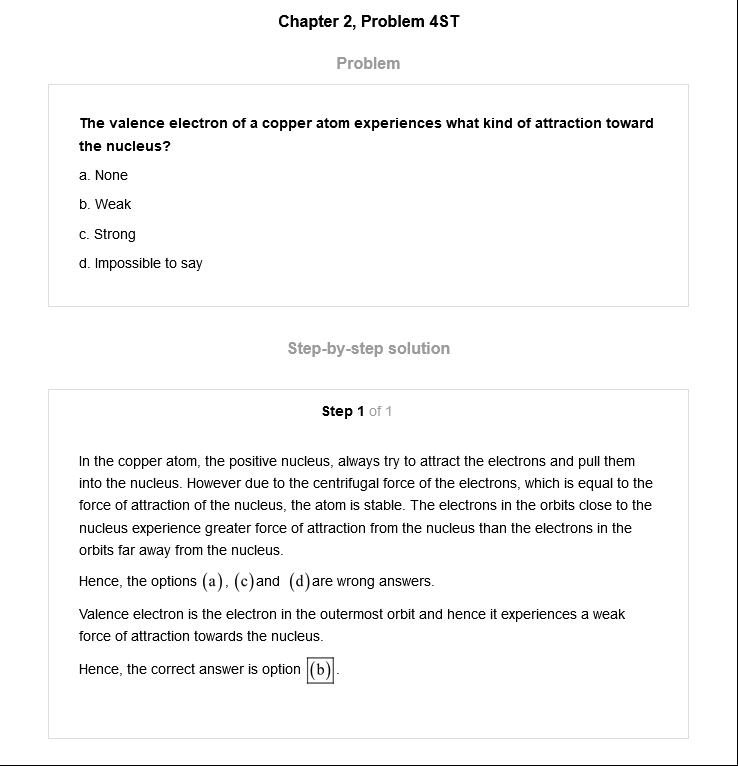 Chapter 2, Problem 4ST
Problem
The valence electron of a copper atom experiences what kind of attraction toward
the nucleus?
a. None
b. Weak
c. Strong
d. Impossible to say
Step-by-step solution
Step 1 of 1
In the copper atom, the positive nucleus, always try to attract the electrons and pull them
into the nucleus. However due to the centrifugal force of the electrons, which is equal to the
force of attraction of the nucleus, the atom is stable. The electrons in the orbits close to the
nucleus experience greater force of attraction from the nucleus than the electrons in the
orbits far away from the nucleus.
Hence, the options (a), (c) and (d) are wrong answers.
Valence electron is the electron in the outermost orbit and hence it experiences a weak
force of attraction towards the nucleus.
Hence, the correct answer is option (b).